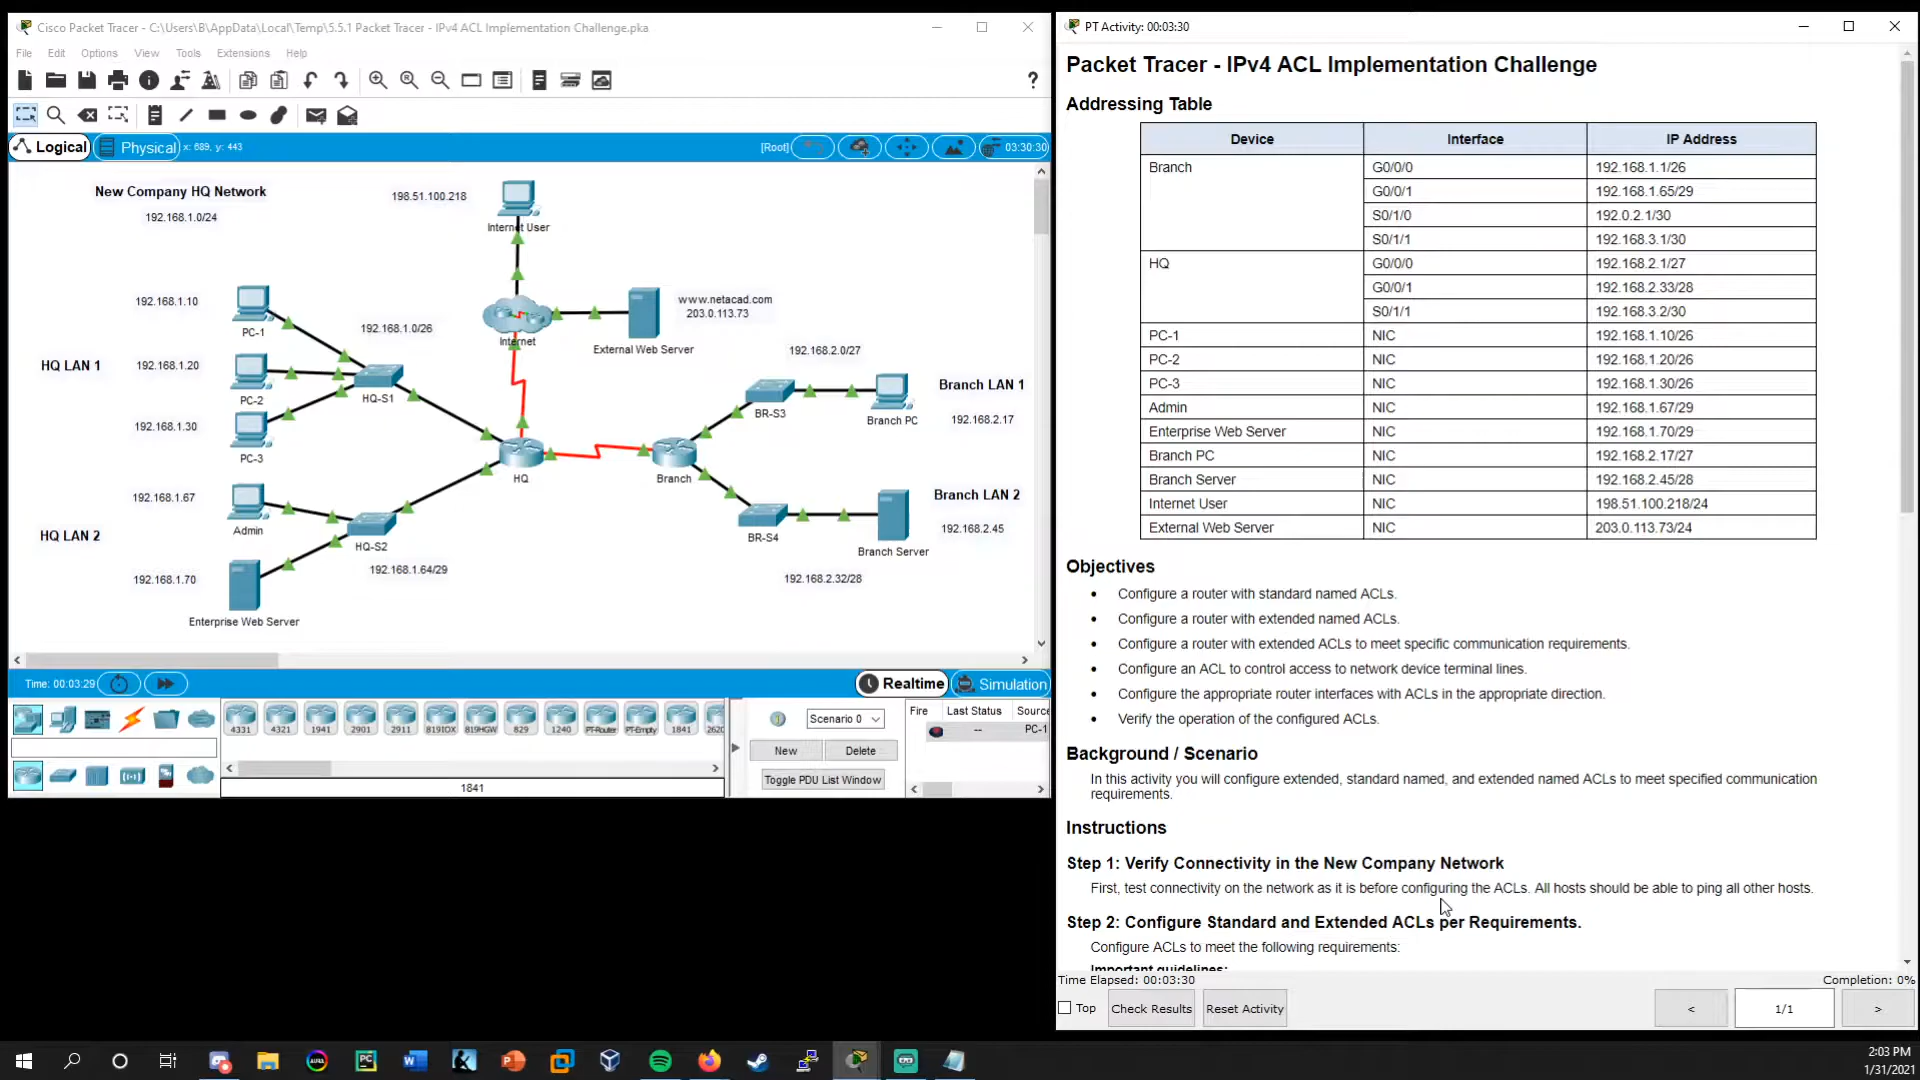 Cisco Packet Tracer - C:\Users\B\AppData\Local\Temp\5.5.1 Packet Tracer - IPv4 ACL Implementation Challenge.pka
File Edit Options View Tools Extensions Help
?
Logical Physical x: 689, y: 443 [Root] 03:30:30
New Company HQ Network
192.168.1.0/24
198.51.100.218
Internet User
192.168.1.10
PC-1
192.168.1.0/26
www.netacad.com
203.0.113.73
Internet
External Web Server
192.168.2.0/27
HQ LAN 1
192.168.1.20
PC-2
HQ-S1
BR-S3
Branch PC
Branch LAN 1
192.168.2.17
192.168.1.30
PC-3
HQ
Branch
192.168.1.67
Admin
Branch LAN 2
192.168.2.45
HQ LAN 2
HQ-S2
BR-S4
Branch Server
192.168.1.70
192.168.1.64/29
192.168.2.32/28
Enterprise Web Server
Time: 00:03:29 Realtime Simulation
4331 4321 1941 2901 2911 819IOX 819HGW 829 1240 PT-Router PT-Empty 1841 2620
Scenario 0
Fire Last Status Source
-- PC-1
New Delete
Toggle PDU List Window
1841
PT Activity: 00:03:30
Packet Tracer - IPv4 ACL Implementation Challenge
Addressing Table
Device Interface IP Address
Branch G0/0/0 192.168.1.1/26
G0/0/1 192.168.1.65/29
S0/1/0 192.0.2.1/30
S0/1/1 192.168.3.1/30
HQ G0/0/0 192.168.2.1/27
G0/0/1 192.168.2.33/28
S0/1/1 192.168.3.2/30
PC-1 NIC 192.168.1.10/26
PC-2 NIC 192.168.1.20/26
PC-3 NIC 192.168.1.30/26
Admin NIC 192.168.1.67/29
Enterprise Web Server NIC 192.168.1.70/29
Branch PC NIC 192.168.2.17/27
Branch Server NIC 192.168.2.45/28
Internet User NIC 198.51.100.218/24
External Web Server NIC 203.0.113.73/24
Objectives
• Configure a router with standard named ACLs.
• Configure a router with extended named ACLs.
• Configure a router with extended ACLs to meet specific communication requirements.
• Configure an ACL to control access to network device terminal lines.
• Configure the appropriate router interfaces with ACLs in the appropriate direction.
• Verify the operation of the configured ACLs.
Background / Scenario
In this activity you will configure extended, standard named, and extended named ACLs to meet specified communication
requirements.
Instructions
Step 1: Verify Connectivity in the New Company Network
First, test connectivity on the network as it is before configuring the ACLs. All hosts should be able to ping all other hosts.
Step 2: Configure Standard and Extended ACLs per Requirements.
Configure ACLs to meet the following requirements:
Important guidelines:
Time Elapsed: 00:03:30 Completion: 0%
Top Check Results Reset Activity < 1/1 >
2:03 PM
1/31/2021